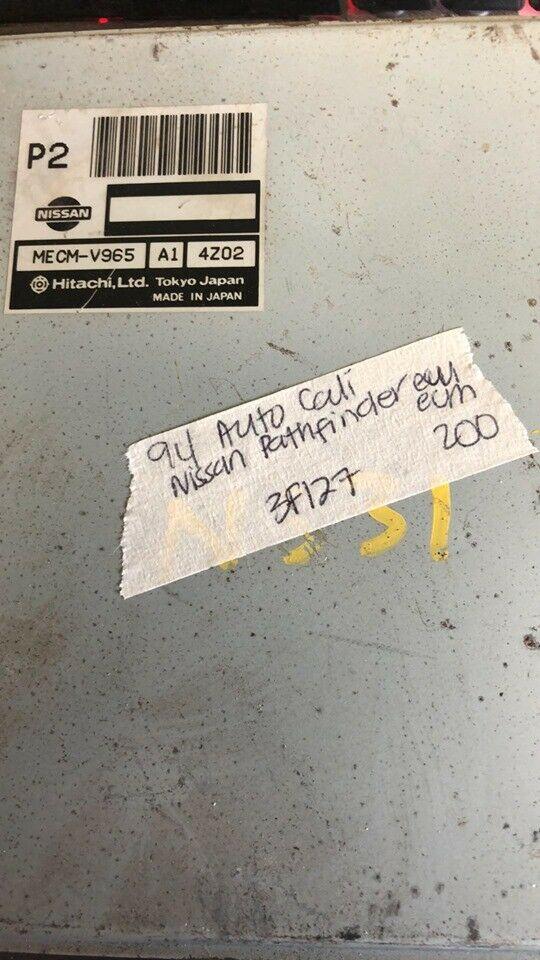 P2
NISSAN
MECM-V965 A1 4Z02
Hitachi, Ltd. Tokyo Japan
MADE IN JAPAN
94 Auto Cali
Nissan Pathfinder ecu
ecm
200
3F127